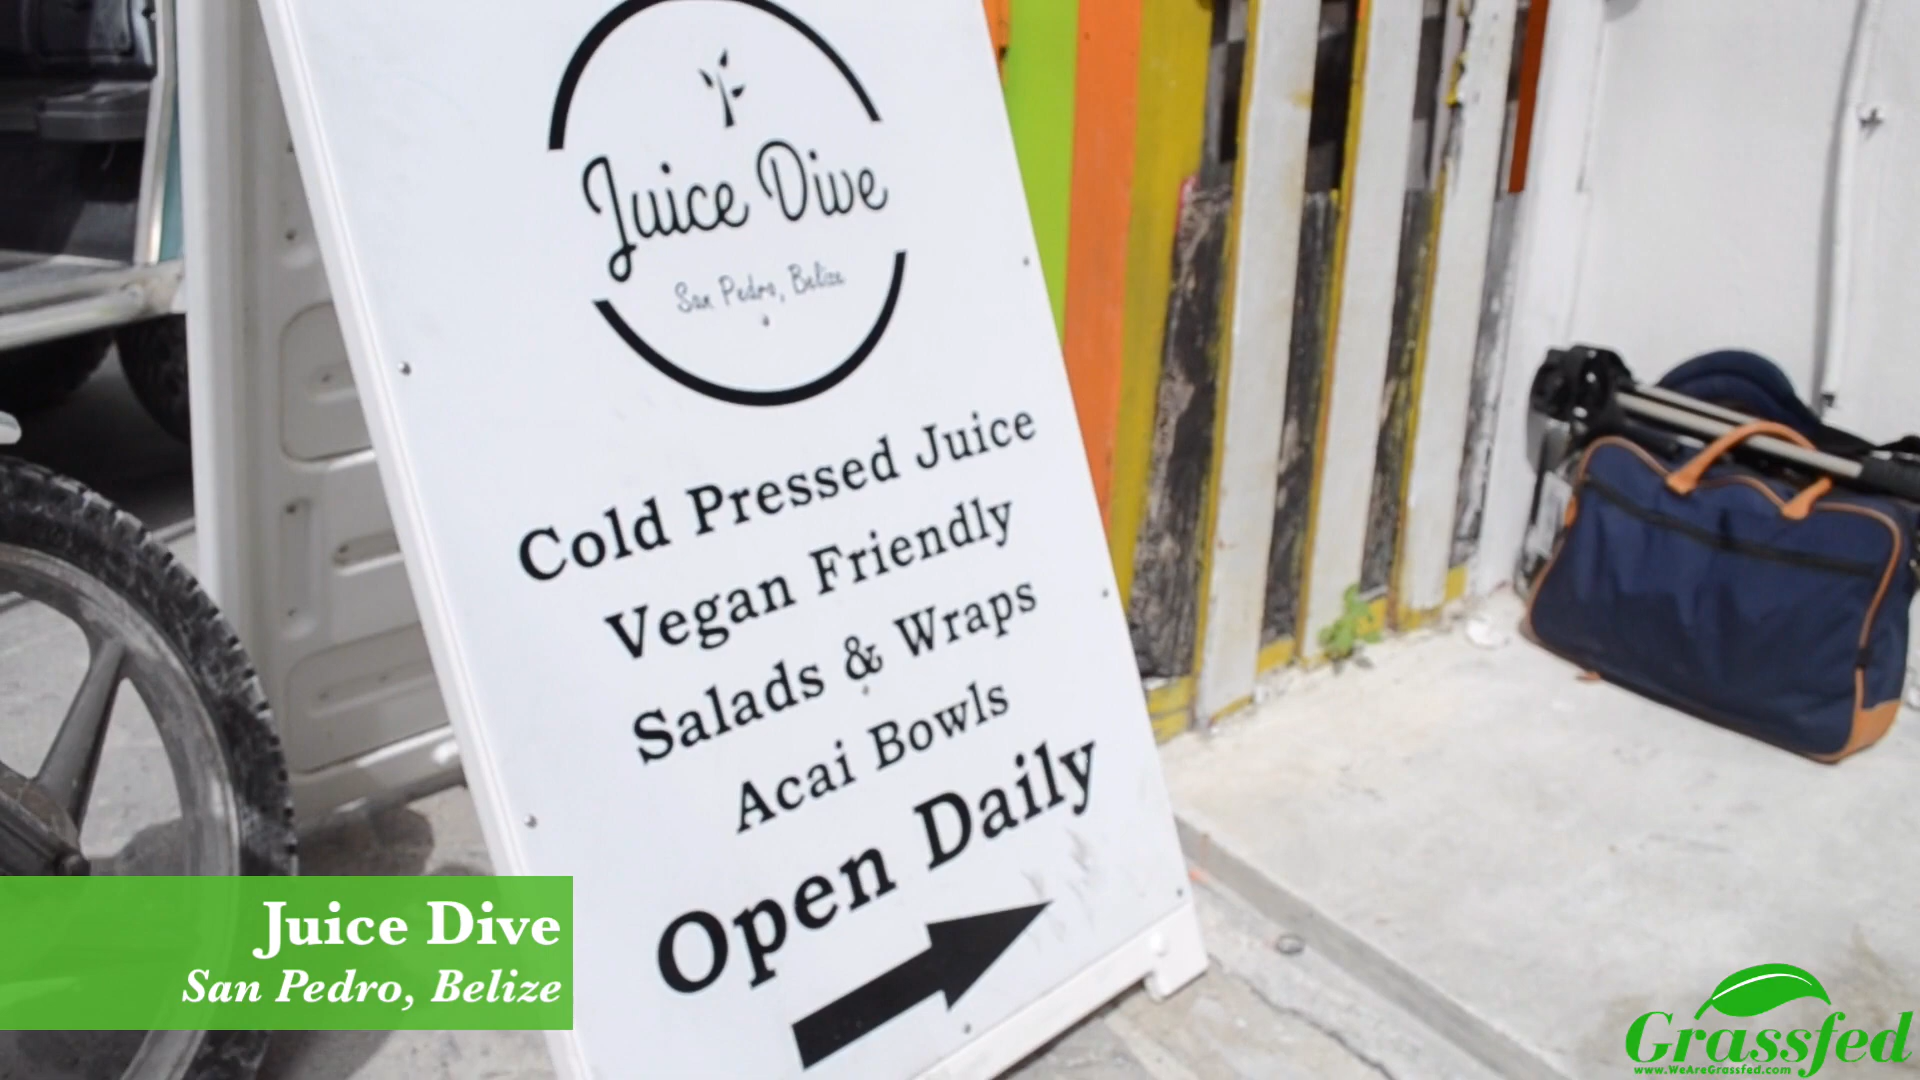 Juice Dive
San Pedro, Belize
Cold Pressed Juice
Vegan Friendly
Salads & Wraps
Acai Bowls
Open Daily
Juice Dive
San Pedro, Belize
Grassfed
www.WeAreGrassfed.com